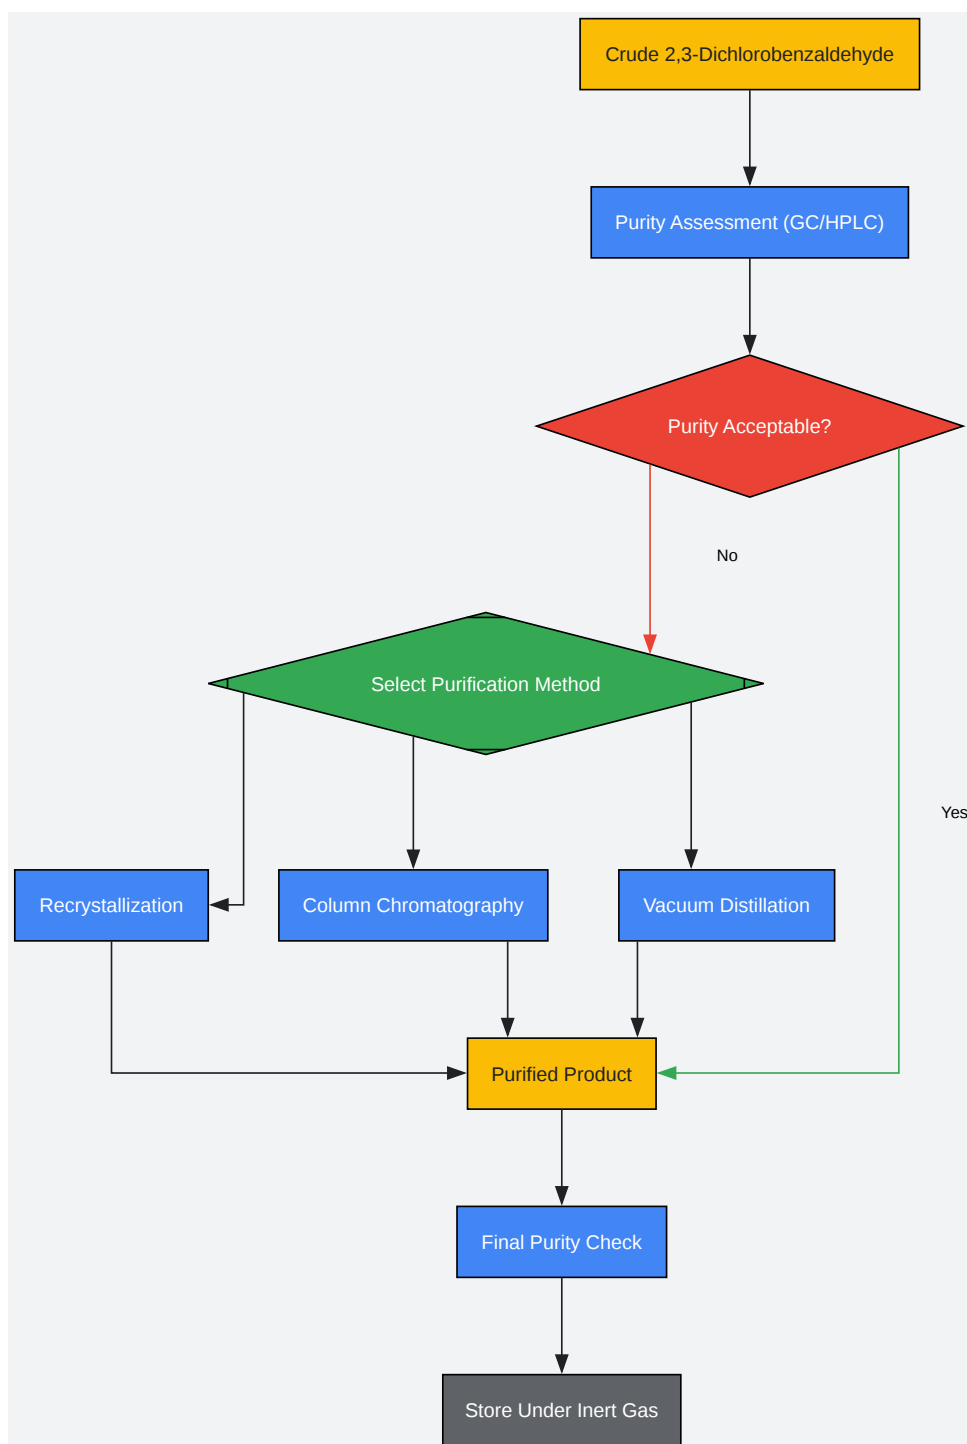 Crude 2,3-Dichlorobenzaldehyde
Purity Assessment (GC/HPLC)
Purity Acceptable?
No
Select Purification Method
Yes
Recrystallization
Column Chromatography
Vacuum Distillation
Purified Product
Final Purity Check
Store Under Inert Gas